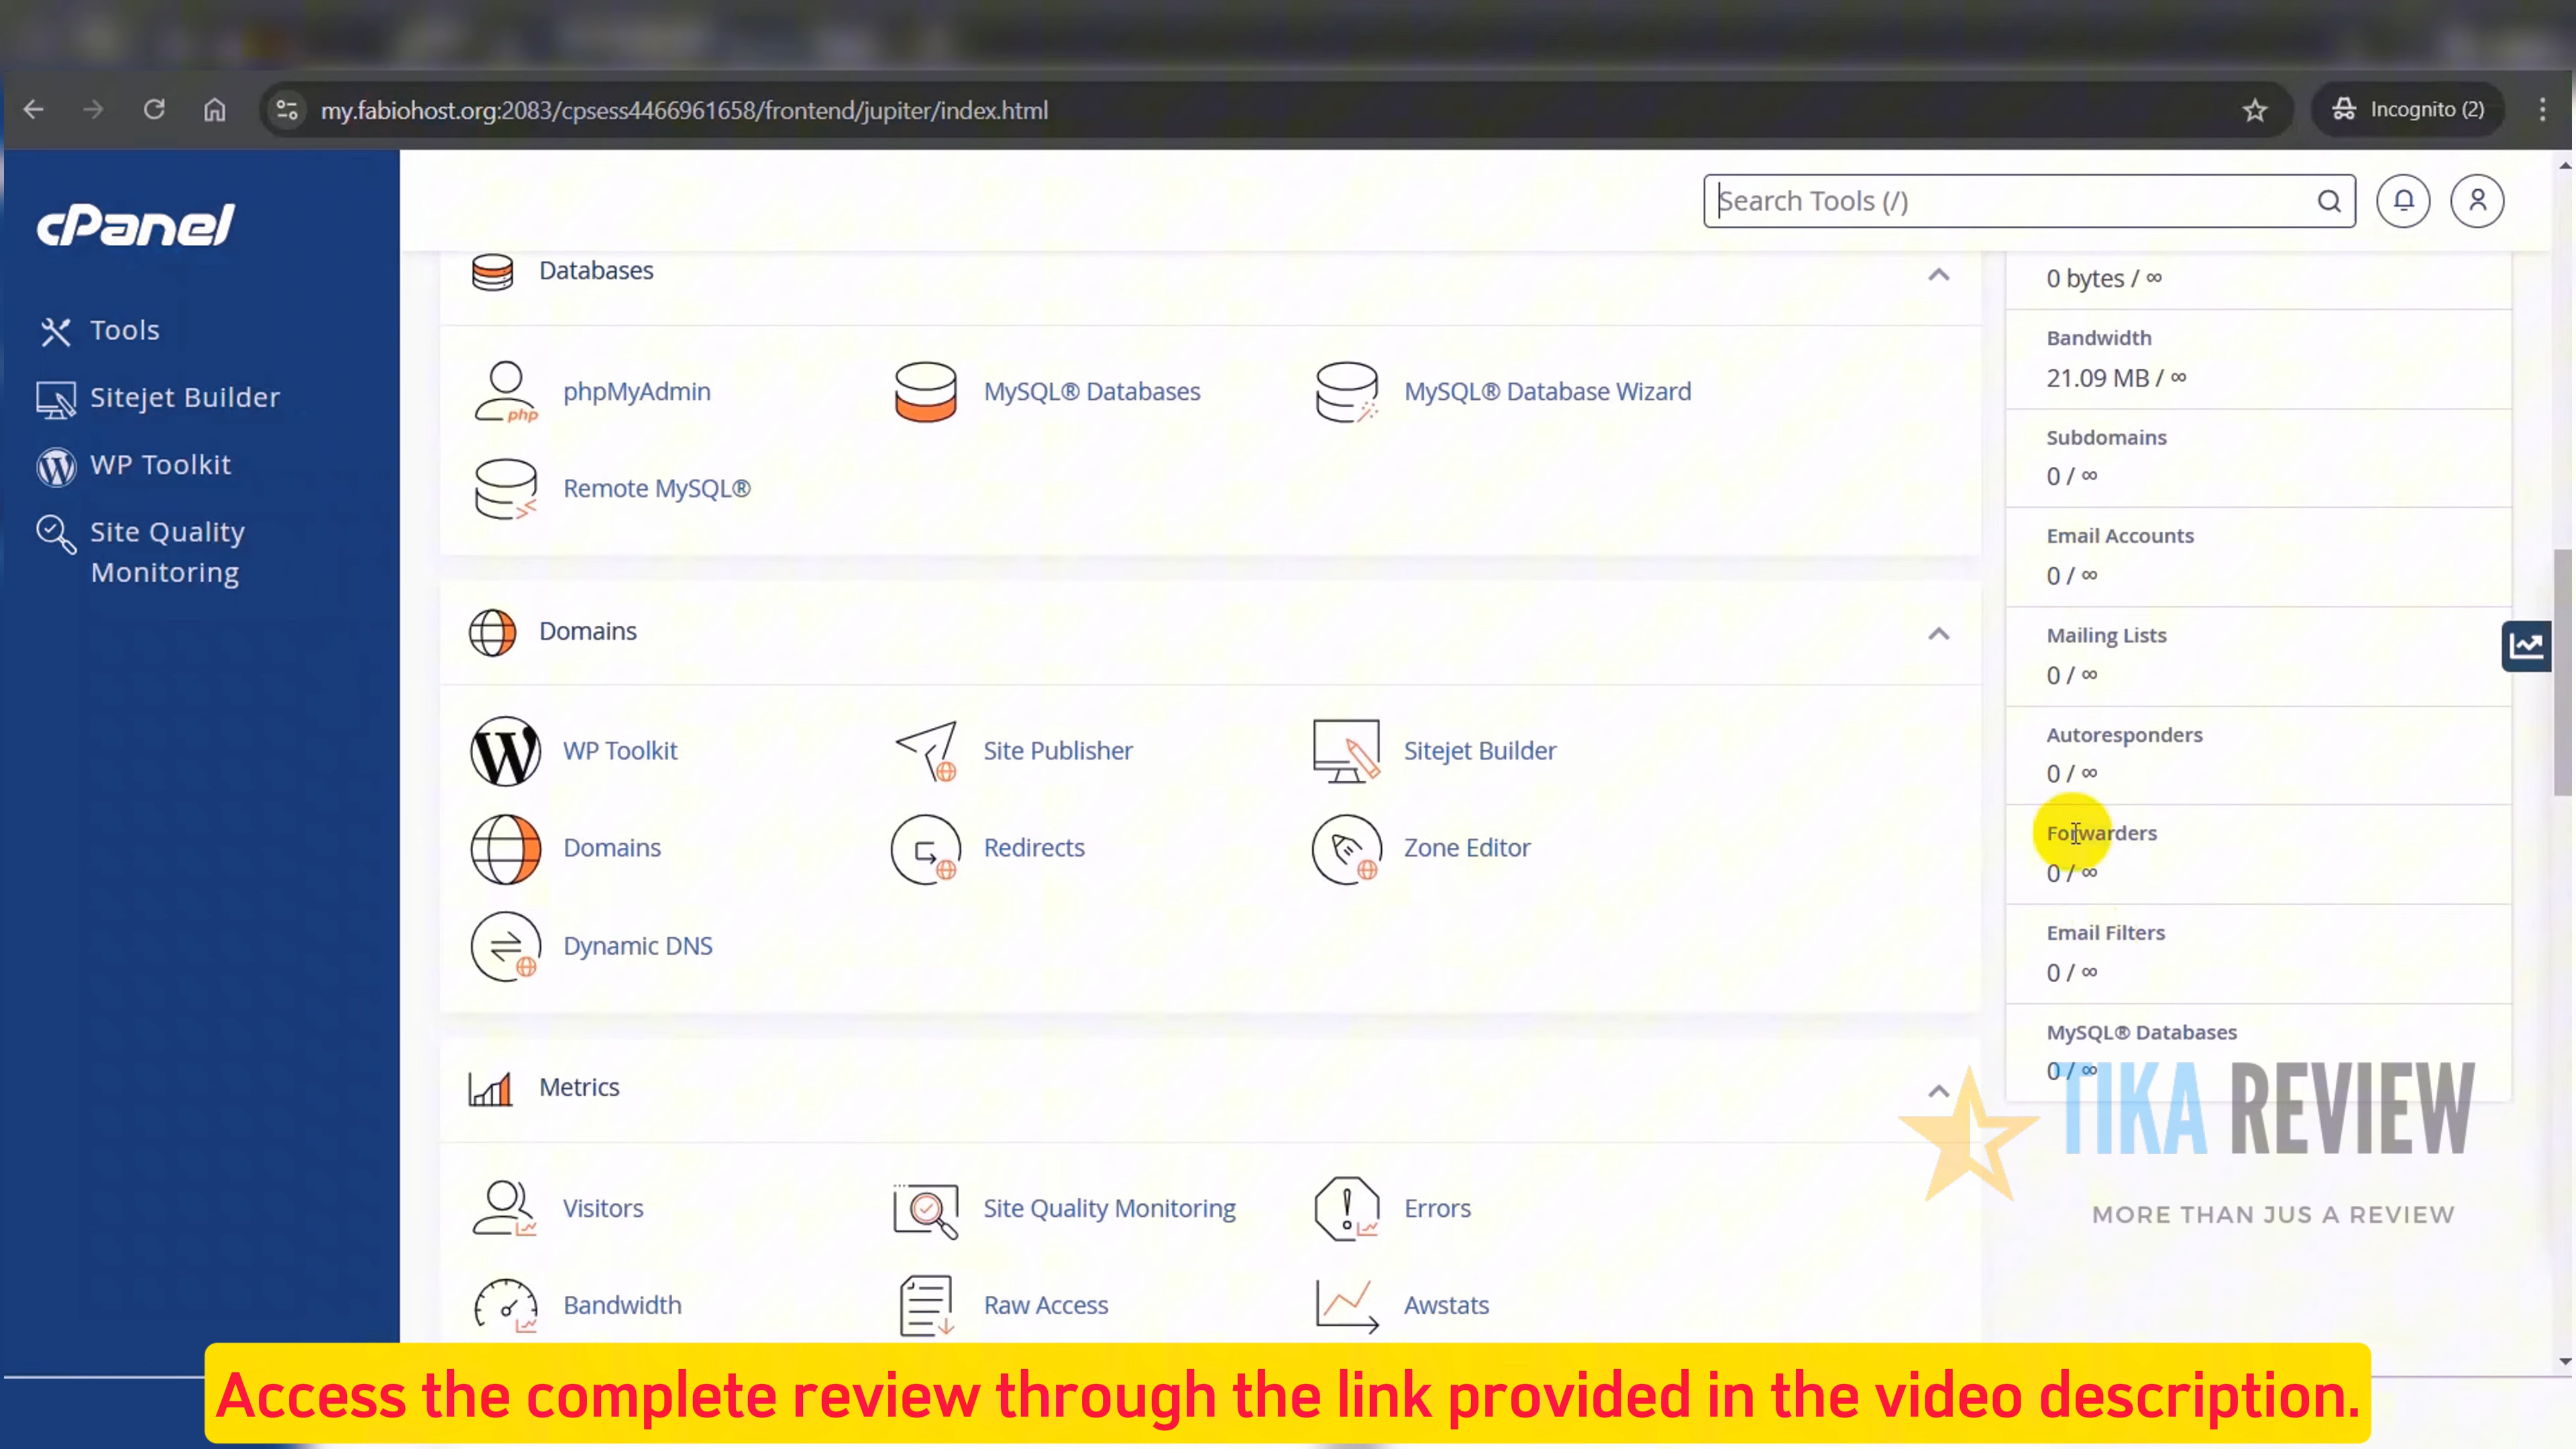 my.fabiohost.org:2083/cpsess4466961658/frontend/jupiter/index.html
Incognito (2)
cPanel
Search Tools (/)
Tools
Sitejet Builder
WP Toolkit
Site Quality
Monitoring
Databases
phpMyAdmin
php
MySQL® Databases
MySQL® Database Wizard
Remote MySQL®
Domains
WP Toolkit
Site Publisher
Sitejet Builder
Domains
Redirects
Zone Editor
Dynamic DNS
Metrics
Visitors
Site Quality Monitoring
Errors
Bandwidth
Raw Access
Awstats
0 bytes / ∞
Bandwidth
21.09 MB / ∞
Subdomains
0 / ∞
Email Accounts
0 / ∞
Mailing Lists
0 / ∞
Autoresponders
0 / ∞
Forwarders
0 / ∞
Email Filters
0 / ∞
MySQL® Databases
0 / ∞
TIKA REVIEW
MORE THAN JUS A REVIEW
Access the complete review through the link provided in the video description.